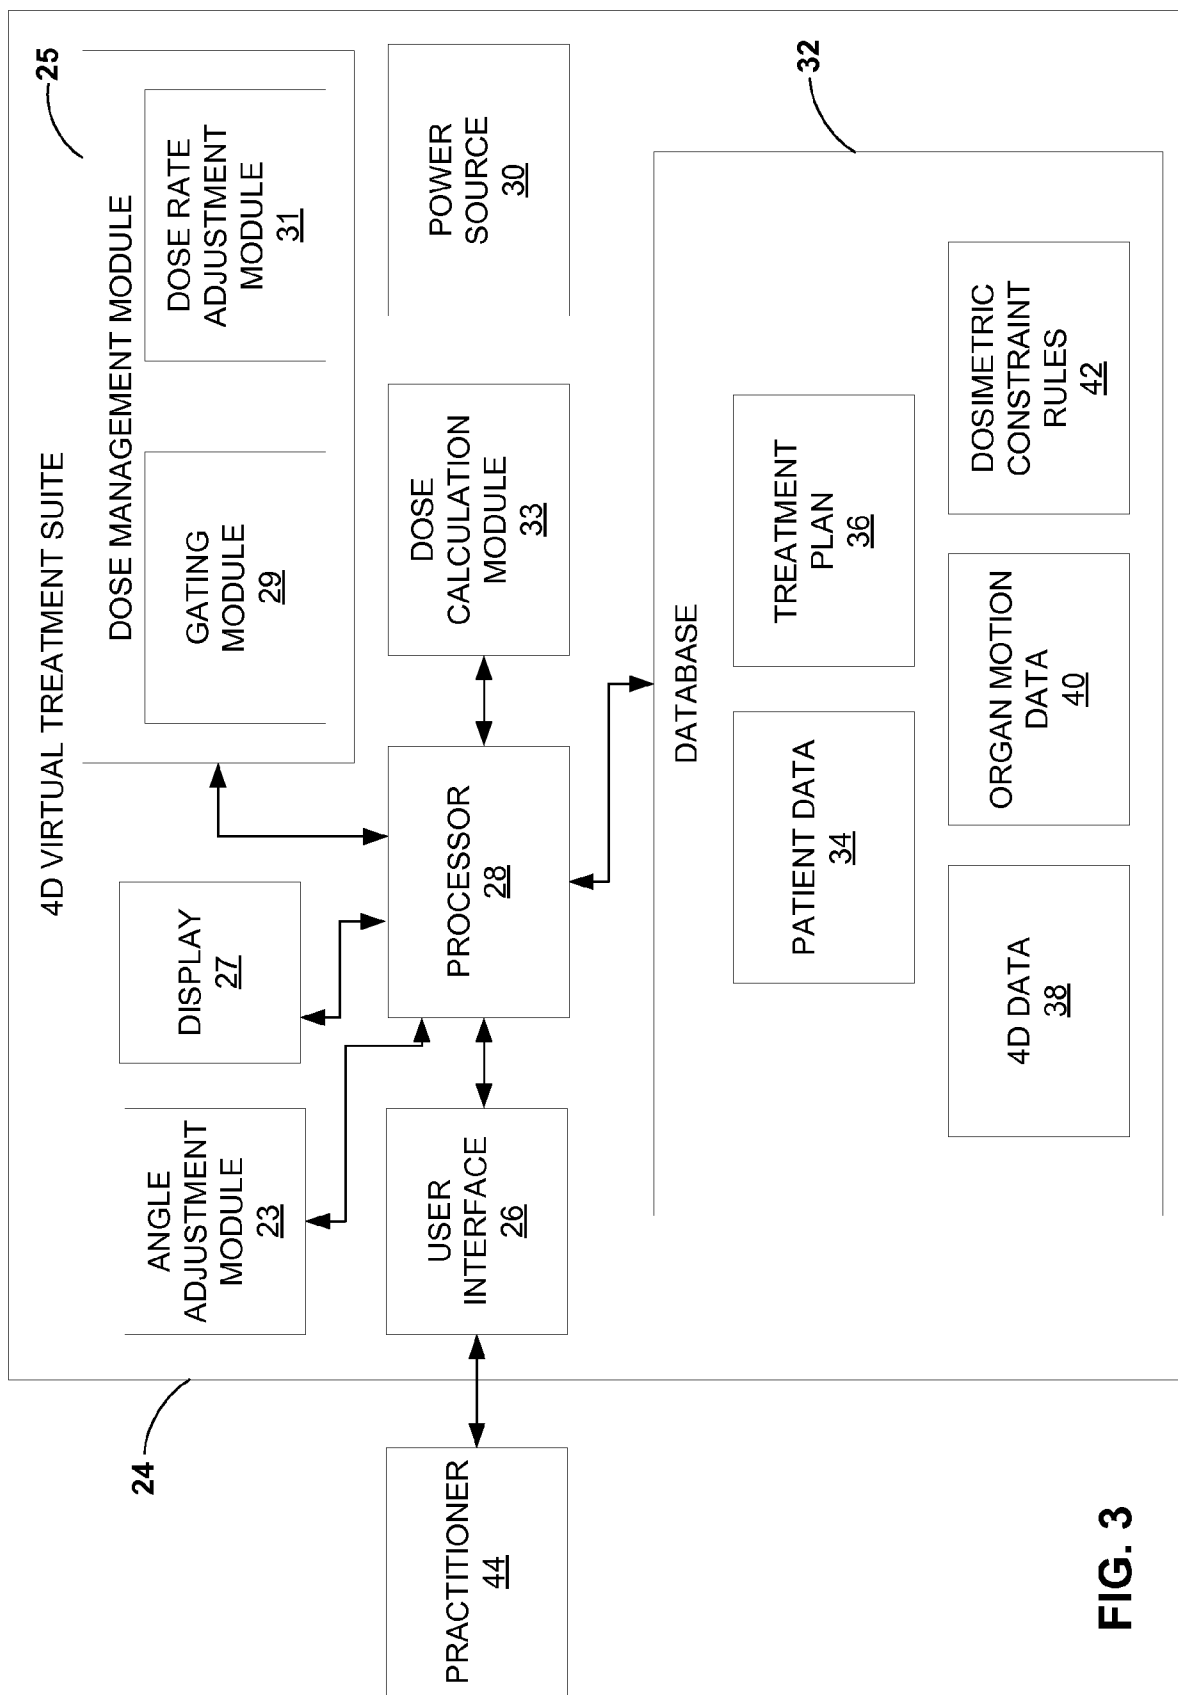 24
4D VIRTUAL TREATMENT SUITE
25
DOSE MANAGEMENT MODULE
ANGLE
ADJUSTMENT
MODULE
23
DISPLAY
27
GATING
MODULE
29
DOSE RATE
ADJUSTMENT
MODULE
31
PRACTITIONER
44
USER
INTERFACE
26
PROCESSOR
28
DOSE
CALCULATION
MODULE
33
POWER
SOURCE
30
DATABASE
32
PATIENT DATA
34
TREATMENT
PLAN
36
4D DATA
38
ORGAN MOTION
DATA
40
DOSIMETRIC
CONSTRAINT
RULES
42
FIG. 3